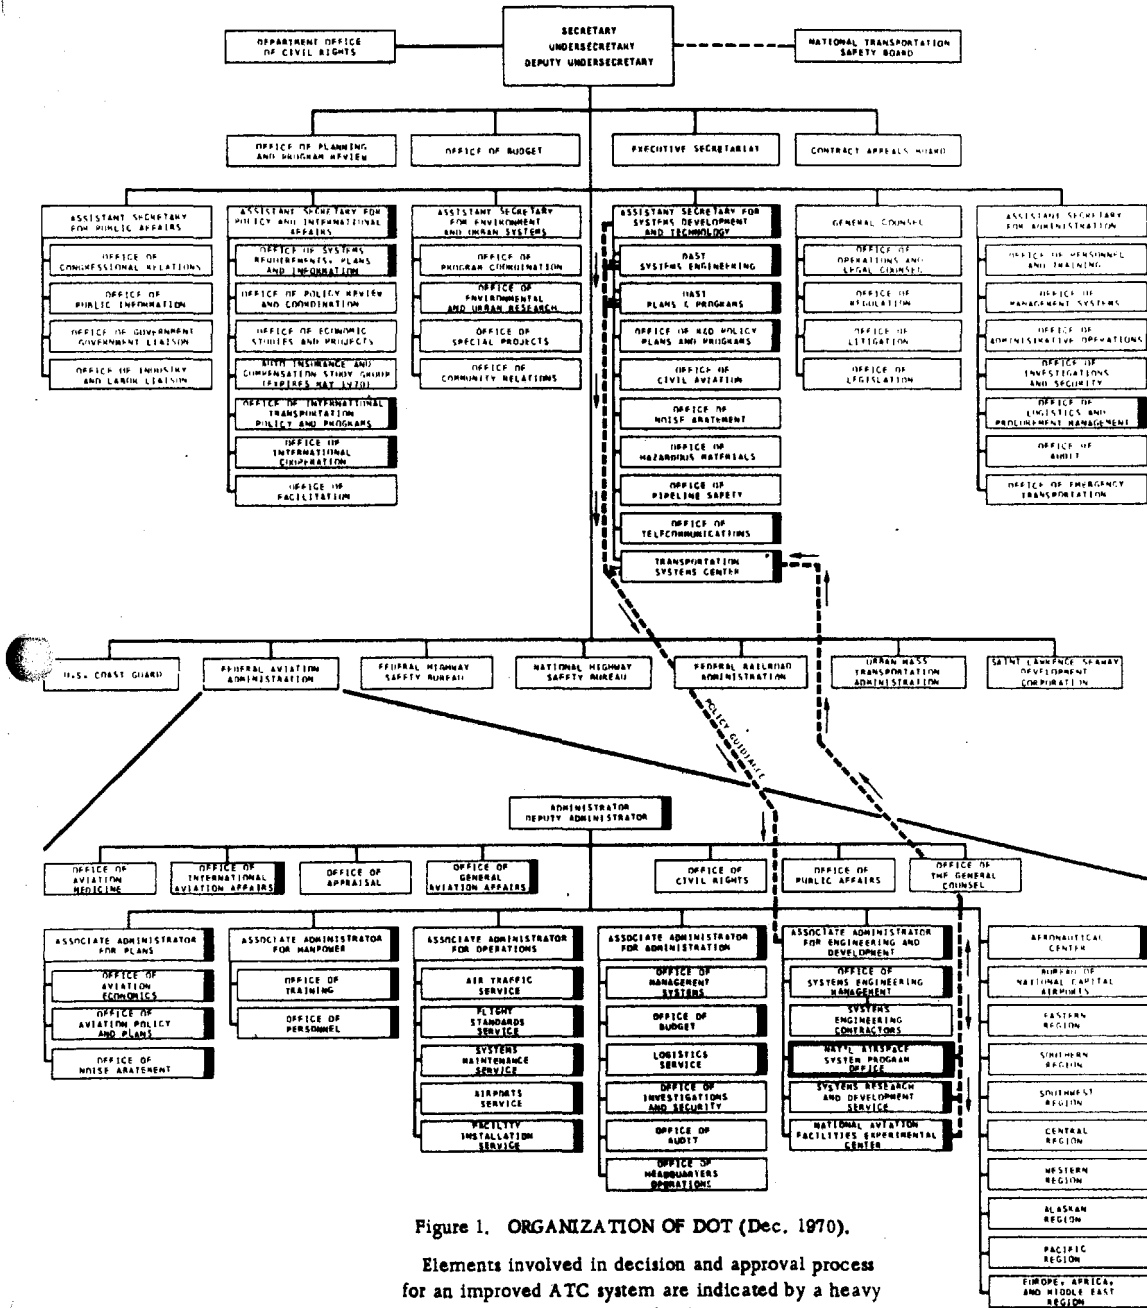 DEPARTMENT OFFICE
OF CIVIL RIGHTS
SECRETARY
UNDERSECRETARY
DEPUTY UNDERSECRETARY
NATIONAL TRANSPORTATION
SAFETY BOARD
OFFICE OF PLANNING
AND PROGRAM REVIEW
OFFICE OF BUDGET
EXECUTIVE SECRETARIAT
CONTRACT APPEALS BOARD
ASSISTANT SECRETARY
FOR PUBLIC AFFAIRS
OFFICE OF
CONGRESSIONAL RELATIONS
OFFICE OF
PUBLIC INFORMATION
OFFICE OF GOVERNMENT
GOVERNMENT LIAISON
OFFICE OF INDUSTRY
AND LABOR LIAISON
ASSISTANT SECRETARY FOR
POLICY AND INTERNATIONAL
AFFAIRS
OFFICE OF SYSTEMS
REQUIREMENTS, PLANS
AND INFORMATION
OFFICE OF POLICY REVIEW
AND COORDINATION
OFFICE OF ECONOMIC
STUDIES AND PROJECTS
AUTO INSURANCE AND
COMPENSATION STUDY GROUP
(EXPIRES MAY 1970)
OFFICE OF INTERNATIONAL
TRANSPORTATION
POLICY AND PROGRAMS
OFFICE OF
INTERNATIONAL
COOPERATION
OFFICE OF
FACILITATION
ASSISTANT SECRETARY
FOR ENVIRONMENT
AND URBAN SYSTEMS
OFFICE OF
PROGRAM COORDINATION
OFFICE OF
ENVIRONMENTAL
AND URBAN RESEARCH
OFFICE OF
SPECIAL PROJECTS
OFFICE OF
COMMUNITY RELATIONS
ASSISTANT SECRETARY FOR
SYSTEMS DEVELOPMENT
AND TECHNOLOGY
DAST
SYSTEMS ENGINEERING
DAST
PLANS & PROGRAMS
OFFICE OF R&D POLICY
PLANS AND PROGRAMS
OFFICE OF
CIVIL AVIATION
OFFICE OF
NOISE ABATEMENT
OFFICE OF
HAZARDOUS MATERIALS
OFFICE OF
PIPELINE SAFETY
OFFICE OF
TELECOMMUNICATIONS
TRANSPORTATION
SYSTEMS CENTER
GENERAL COUNSEL
OFFICE OF
OPERATIONS AND
LEGAL COUNSEL
OFFICE OF
REGULATION
OFFICE OF
LITIGATION
OFFICE OF
LEGISLATION
ASSISTANT SECRETARY
FOR ADMINISTRATION
OFFICE OF PERSONNEL
AND TRAINING
OFFICE OF
MANAGEMENT SYSTEMS
OFFICE OF
ADMINISTRATIVE OPERATIONS
OFFICE OF
INVESTIGATIONS
AND SECURITY
OFFICE OF
LOGISTICS AND
PROCUREMENT MANAGEMENT
OFFICE OF
AUDIT
OFFICE OF EMERGENCY
TRANSPORTATION
U.S. COAST GUARD
FEDERAL AVIATION
ADMINISTRATION
FEDERAL HIGHWAY
SAFETY BUREAU
NATIONAL HIGHWAY
SAFETY BUREAU
FEDERAL RAILROAD
ADMINISTRATION
URBAN MASS
TRANSPORTATION
ADMINISTRATION
SAINT LAWRENCE SEAWAY
DEVELOPMENT
CORPORATION
POLICY GUIDANCE
ADMINISTRATOR
DEPUTY ADMINISTRATOR
OFFICE OF
AVIATION
MEDICINE
OFFICE OF
INTERNATIONAL
AVIATION AFFAIRS
OFFICE OF
APPRAISAL
OFFICE OF
GENERAL
AVIATION AFFAIRS
OFFICE OF
CIVIL RIGHTS
OFFICE OF
PUBLIC AFFAIRS
OFFICE OF
THE GENERAL
COUNSEL
ASSOCIATE ADMINISTRATOR
FOR PLANS
OFFICE OF
AVIATION
ECONOMICS
OFFICE OF
AVIATION POLICY
AND PLANS
OFFICE OF
NOISE ABATEMENT
ASSOCIATE ADMINISTRATOR
FOR MANPOWER
OFFICE OF
TRAINING
OFFICE OF
PERSONNEL
ASSOCIATE ADMINISTRATOR
FOR OPERATIONS
AIR TRAFFIC
SERVICE
FLIGHT
STANDARDS
SERVICE
SYSTEMS
MAINTENANCE
SERVICE
AIRPORTS
SERVICE
FACILITY
INSTALLATION
SERVICE
ASSOCIATE ADMINISTRATOR
FOR ADMINISTRATION
OFFICE OF
MANAGEMENT
SYSTEMS
OFFICE OF
BUDGET
LOGISTICS
SERVICE
OFFICE OF
INVESTIGATIONS
AND SECURITY
OFFICE OF
AUDIT
OFFICE OF
HEADQUARTERS
OPERATIONS
ASSOCIATE ADMINISTRATOR
FOR ENGINEERING AND
DEVELOPMENT
OFFICE OF
SYSTEMS ENGINEERING
MANAGEMENT
SYSTEMS
ENGINEERING
CONTRACTORS
NAT'L AIRSPACE
SYSTEM PROGRAM
OFFICE
SYSTEMS RESEARCH
AND DEVELOPMENT
SERVICE
NATIONAL AVIATION
FACILITIES EXPERIMENTAL
CENTER
AERONAUTICAL
CENTER
BUREAU OF
NATIONAL CAPITAL
AIRPORTS
EASTERN
REGION
SOUTHERN
REGION
SOUTHWEST
REGION
CENTRAL
REGION
WESTERN
REGION
ALASKAN
REGION
PACIFIC
REGION
EUROPE, AFRICA,
AND MIDDLE EAST
REGION
Figure 1. ORGANIZATION OF DOT (Dec. 1970).
Elements involved in decision and approval process
for an improved ATC system are indicated by a heavy